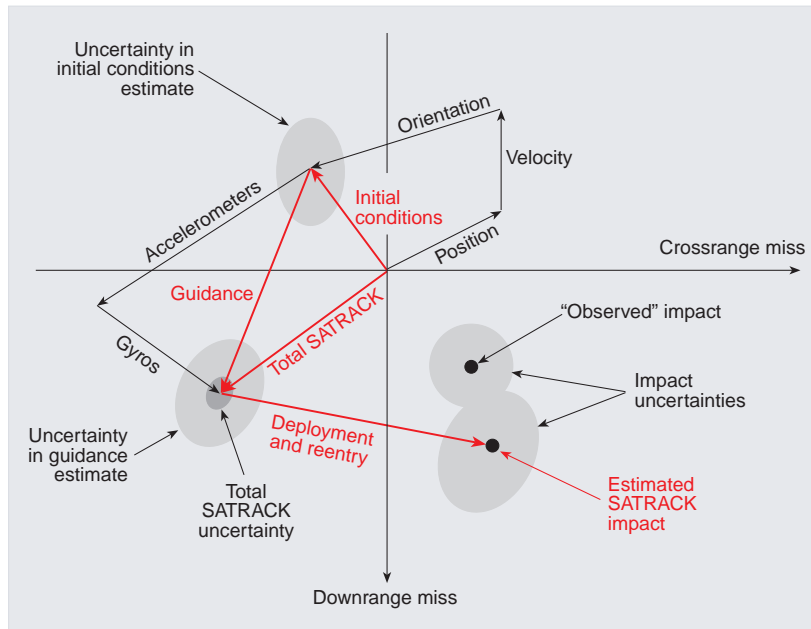 Uncertainty in
initial conditions
estimate
Orientation
Velocity
Accelerometers
Initial
conditions
Position
Crossrange miss
Guidance
Total SATRACK
“Observed” impact
Gyros
Impact
uncertainties
Deployment
and reentry
Uncertainty
in guidance
estimate
Total
SATRACK
uncertainty
Estimated
SATRACK
impact
Downrange miss